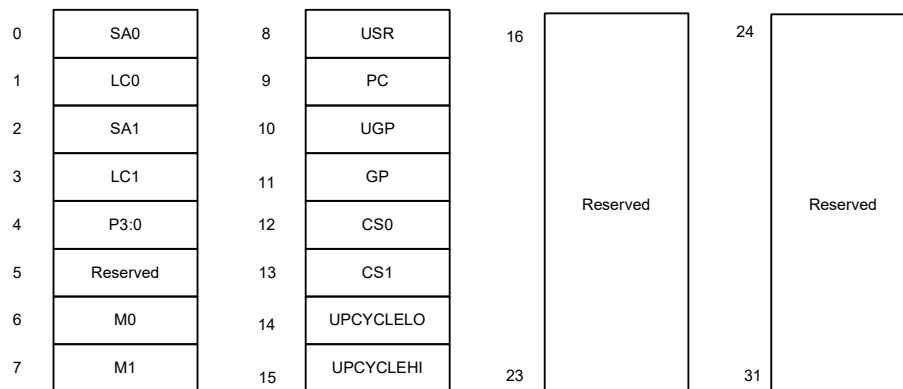 0 SA0
1 LC0
2 SA1
3 LC1
4 P3:0
5 Reserved
6 M0
7 M1
8 USR
9 PC
10 UGP
11 GP
12 CS0
13 CS1
14 UPCYCLELO
15 UPCYCLEHI
16
Reserved
23
24
Reserved
31